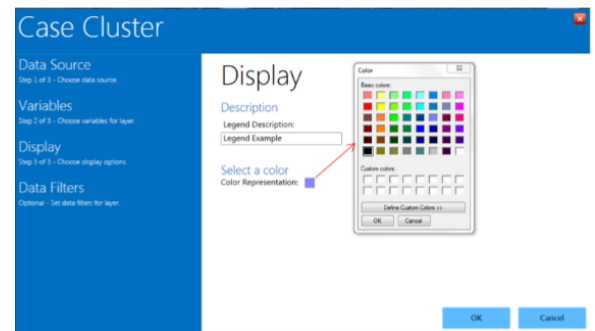 Case Cluster
Data Source
Step 1 of 3 - Choose data source.
Variables
Step 2 of 3 - Choose variables for layer.
Display
Step 3 of 3 - Choose display options.
Data Filters
Optional - Set data filters for layer.
Display
Description
Legend Description:
Legend Example
Select a color
Color Representation:
Color
Basic colors:
Custom colors:
Define Custom Colors >>
OK
Cancel
OK
Cancel